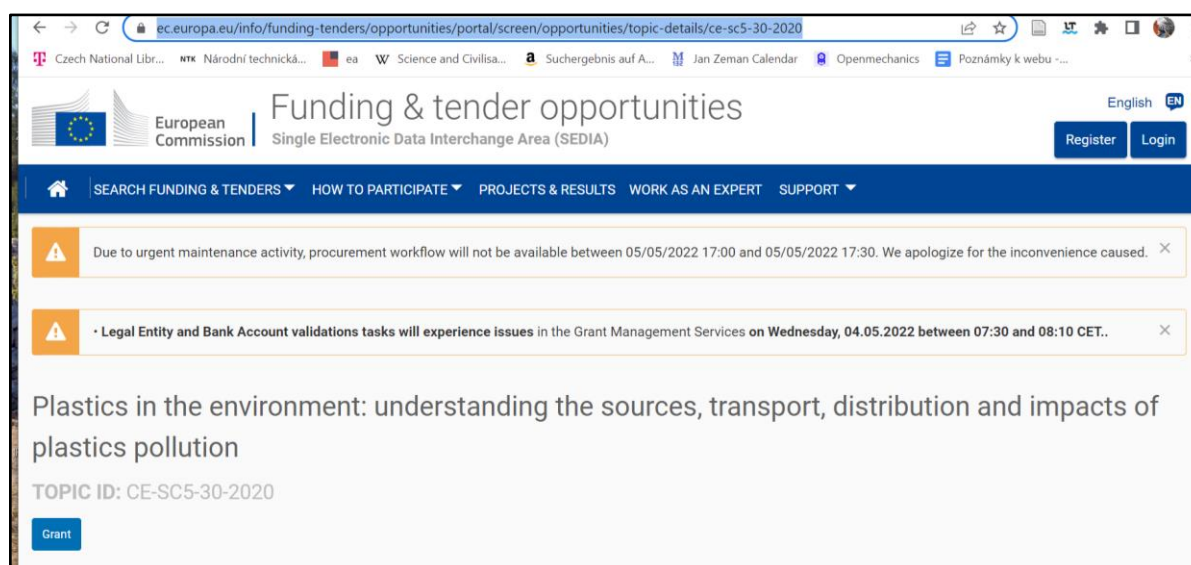 ec.europa.eu/info/funding-tenders/opportunities/portal/screen/opportunities/topic-details/ce-sc5-30-2020
Czech National Libr... NTK Národní technická... ea W Science and Civilisa... a Suchergebnis auf A... Jan Zeman Calendar Openmechanics Poznámky k webu -...
European
Commission
Funding & tender opportunities
Single Electronic Data Interchange Area (SEDIA)
English EN
Register Login
SEARCH FUNDING & TENDERS HOW TO PARTICIPATE PROJECTS & RESULTS WORK AS AN EXPERT SUPPORT
Due to urgent maintenance activity, procurement workflow will not be available between 05/05/2022 17:00 and 05/05/2022 17:30. We apologize for the inconvenience caused.
• Legal Entity and Bank Account validations tasks will experience issues in the Grant Management Services on Wednesday, 04.05.2022 between 07:30 and 08:10 CET..
Plastics in the environment: understanding the sources, transport, distribution and impacts of
plastics pollution
TOPIC ID: CE-SC5-30-2020
Grant